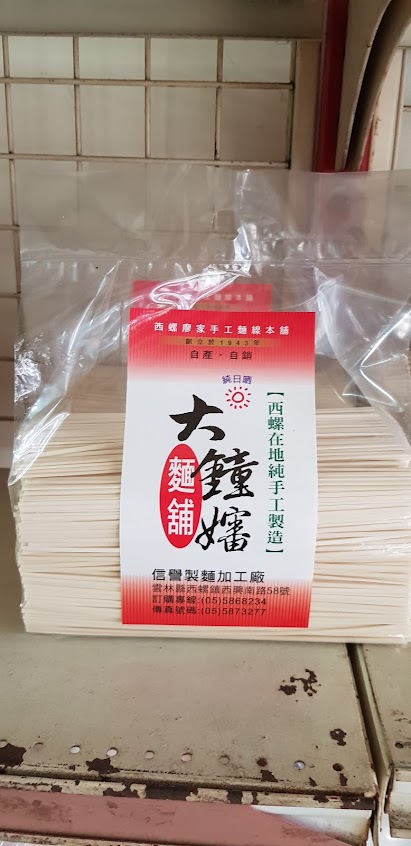 西螺廖家手工麵線本舖
創立於1943年
自產·自銷
純日晒
【西螺在地純手工製造】
大鐘嬸
麵舖
信譽製麵加工廠
雲林縣西螺鎮西興南路58號
訂購專線:(05)5868234
傳真號碼:(05)5873277